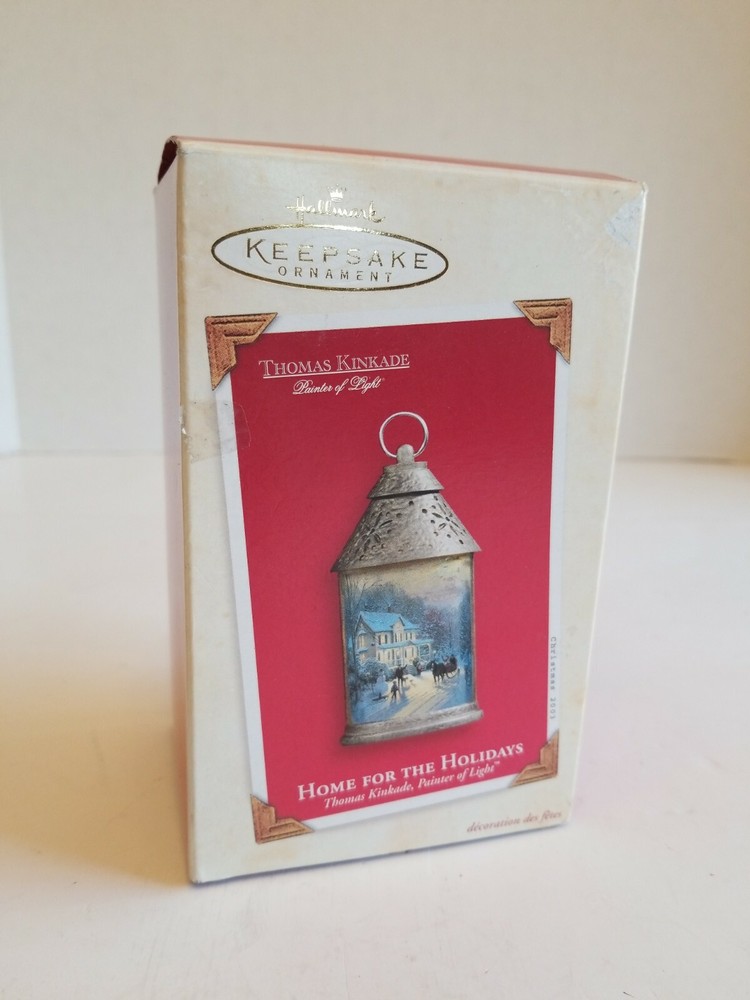 Hallmark
KEEPSAKE
ORNAMENT
THOMAS KINKADE
Painter of Light®
Christmas 2003
HOME FOR THE HOLIDAYS
Thomas Kinkade, Painter of Light™
décoration des fêtes